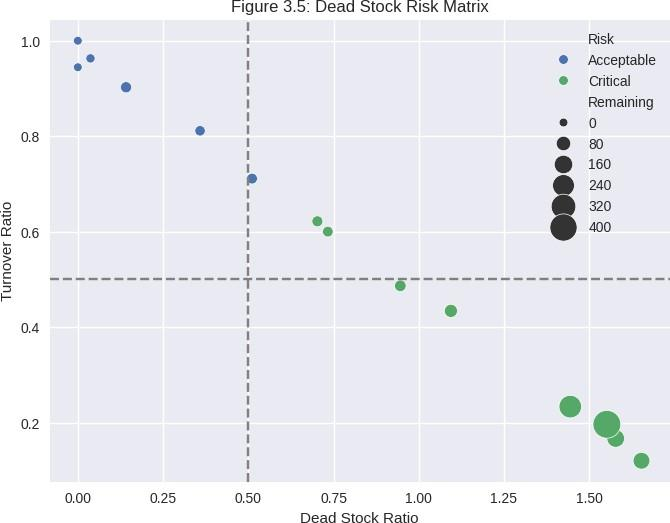 Figure 3.5: Dead Stock Risk Matrix
Risk
Acceptable
Critical
Remaining
0
80
160
240
320
400
1.0
0.8
0.6
0.4
0.2
Turnover Ratio
0.00
0.25
0.50
0.75
1.00
1.25
1.50
Dead Stock Ratio